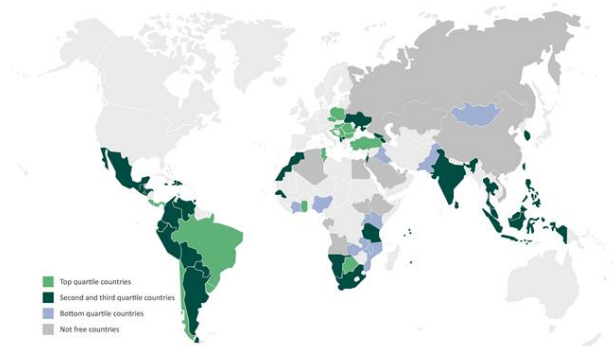 Top quartile countries
Second and third quartile countries
Bottom quartile countries
Not free countries